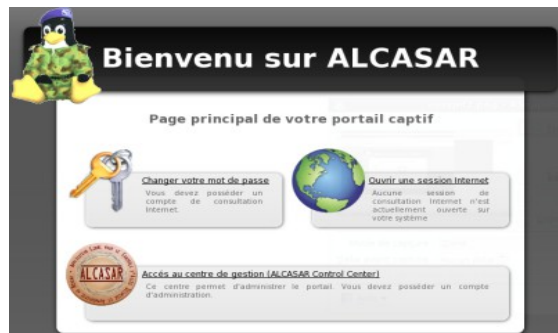 Bienvenu sur ALCASAR
Page principal de votre portail captif
Changer votre mot de passe
Vous devez posséder un
compte de consultation
Internet
Ouvrir une session Internet
Aucune session de
consultation Internet n'est
actuellement ouverte sur
votre système
ALCASAR
Accés au centre de gestion (ALCASAR Control Center)
Ce centre permet d'administrer le portail. Vous devez posséder un compte
d'administration.